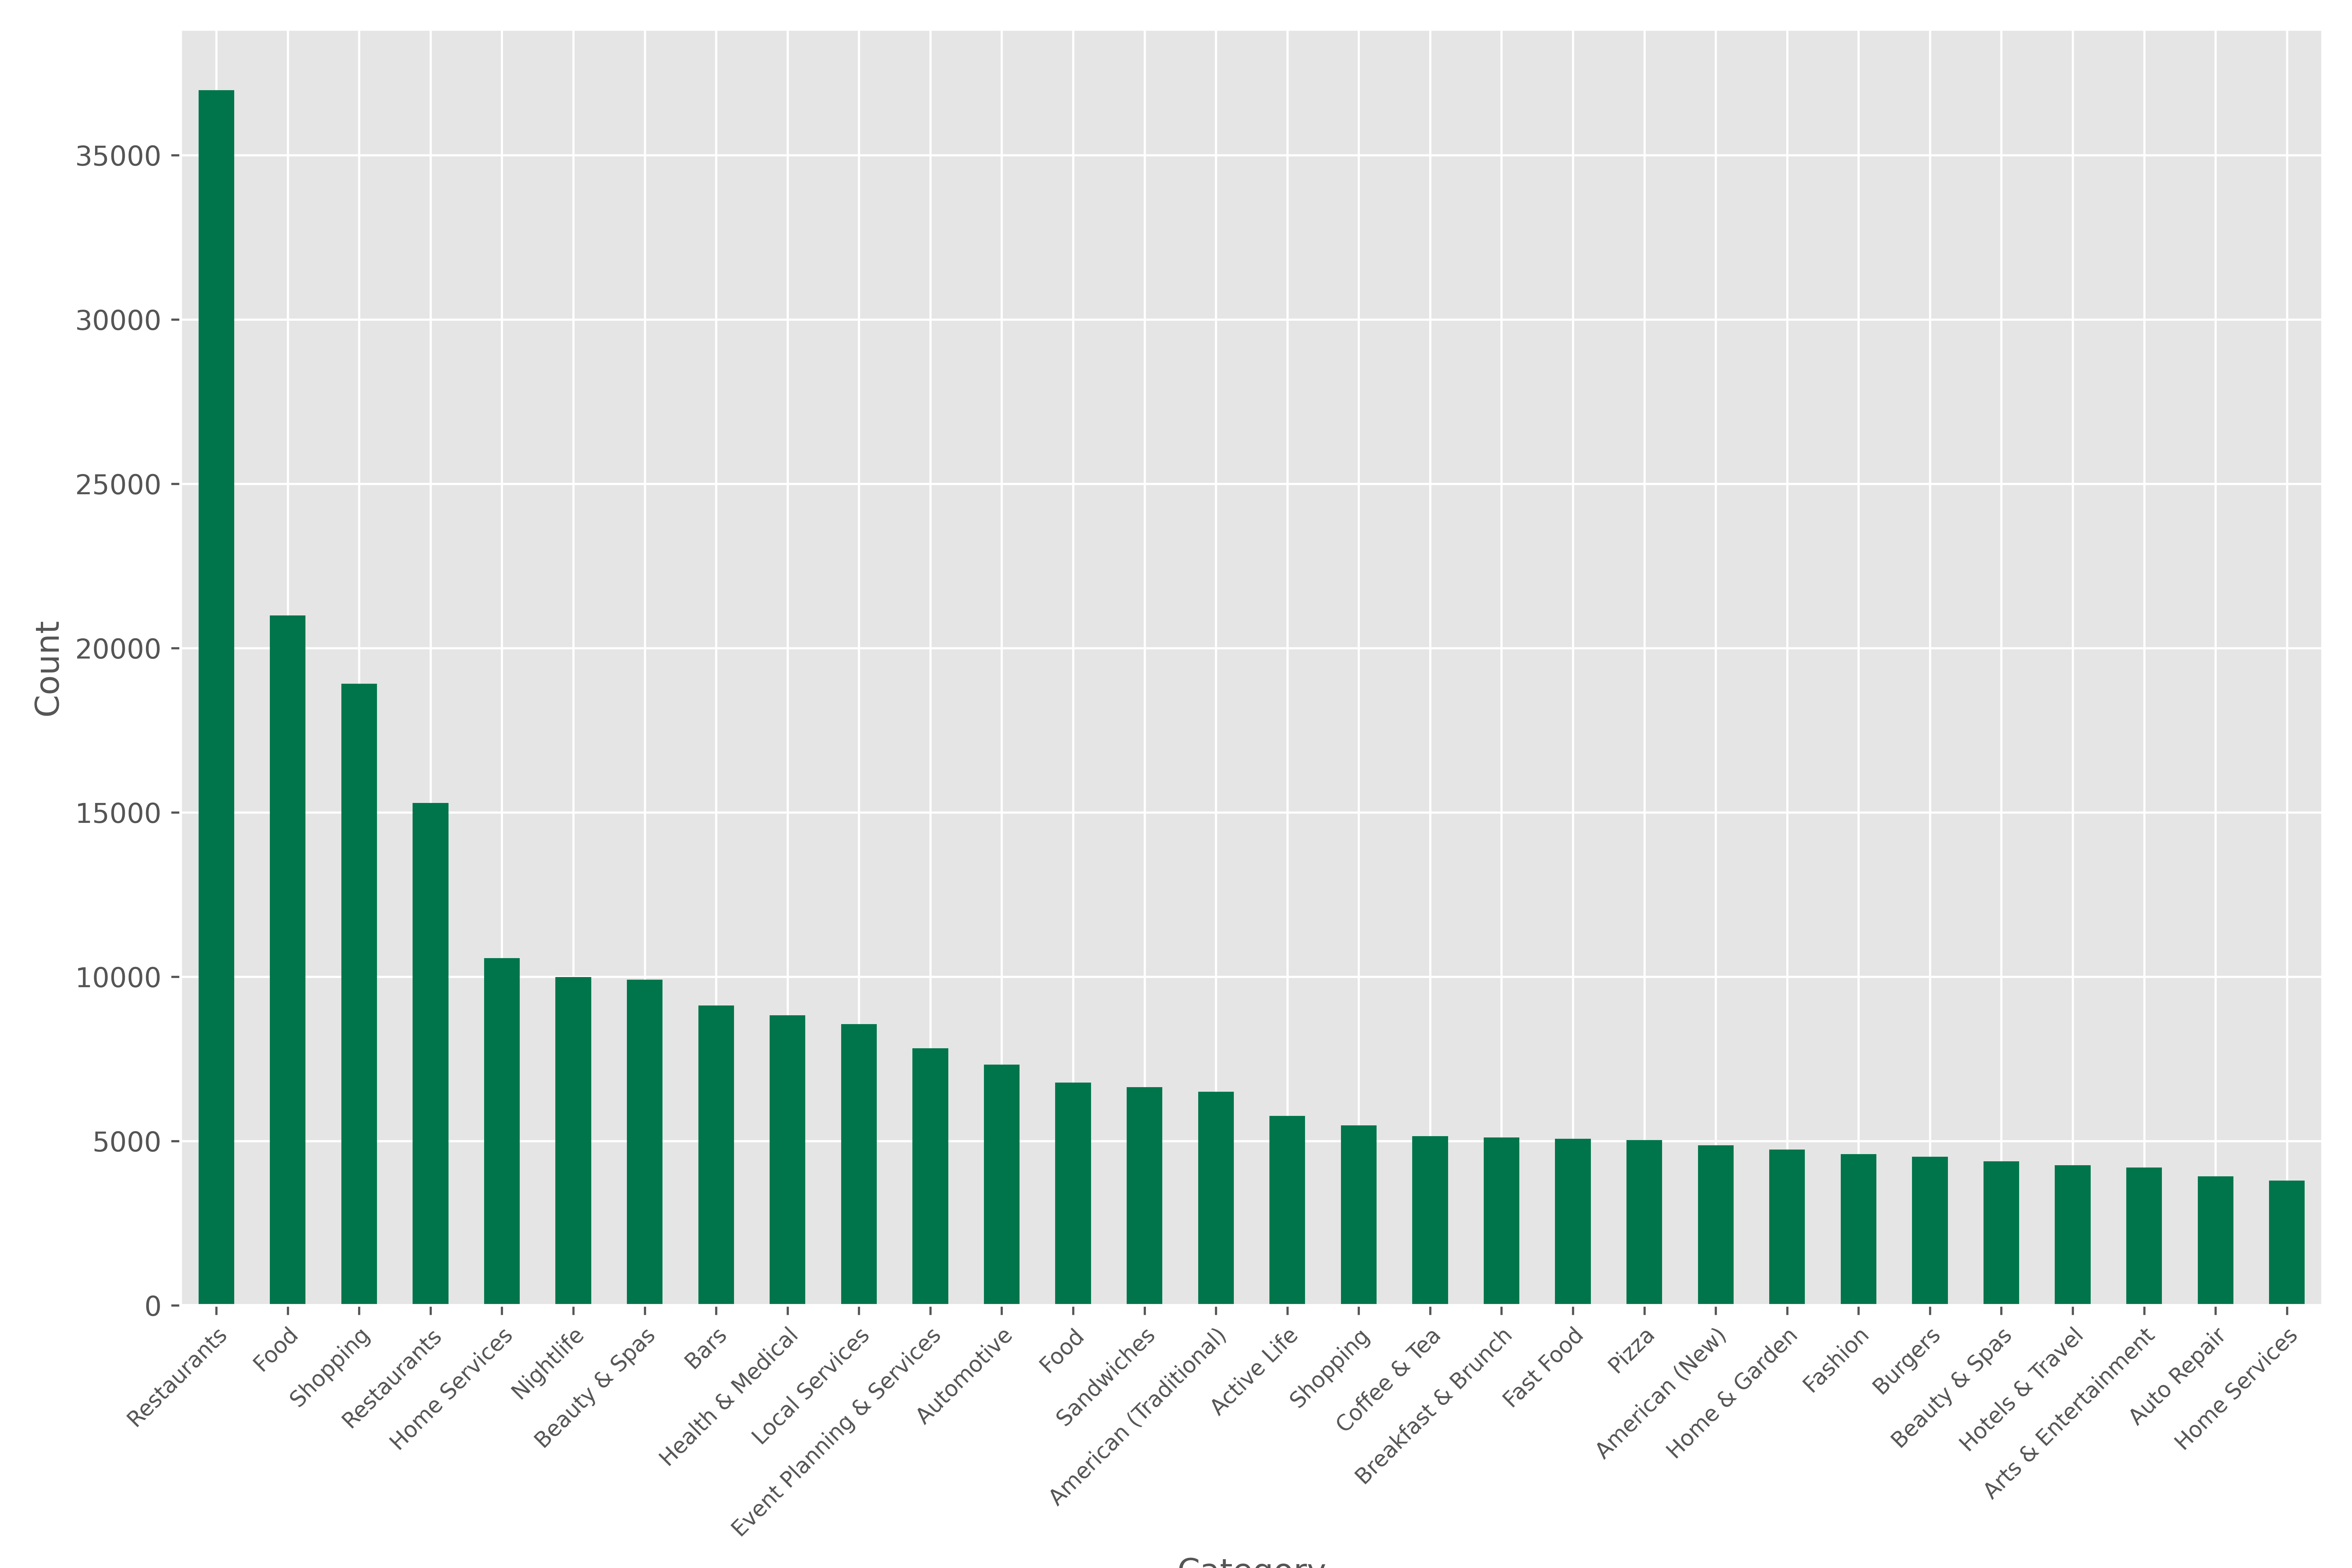 Count
35000
30000
25000
20000
15000
10000
5000
0
Restaurants
Food
Shopping
Restaurants
Home Services
Nightlife
Beauty & Spas
Bars
Health & Medical
Local Services
Event Planning & Services
Automotive
Food
Sandwiches
American (Traditional)
Active Life
Shopping
Coffee & Tea
Breakfast & Brunch
Fast Food
Pizza
American (New)
Home & Garden
Fashion
Burgers
Beauty & Spas
Hotels & Travel
Arts & Entertainment
Auto Repair
Home Services
Category